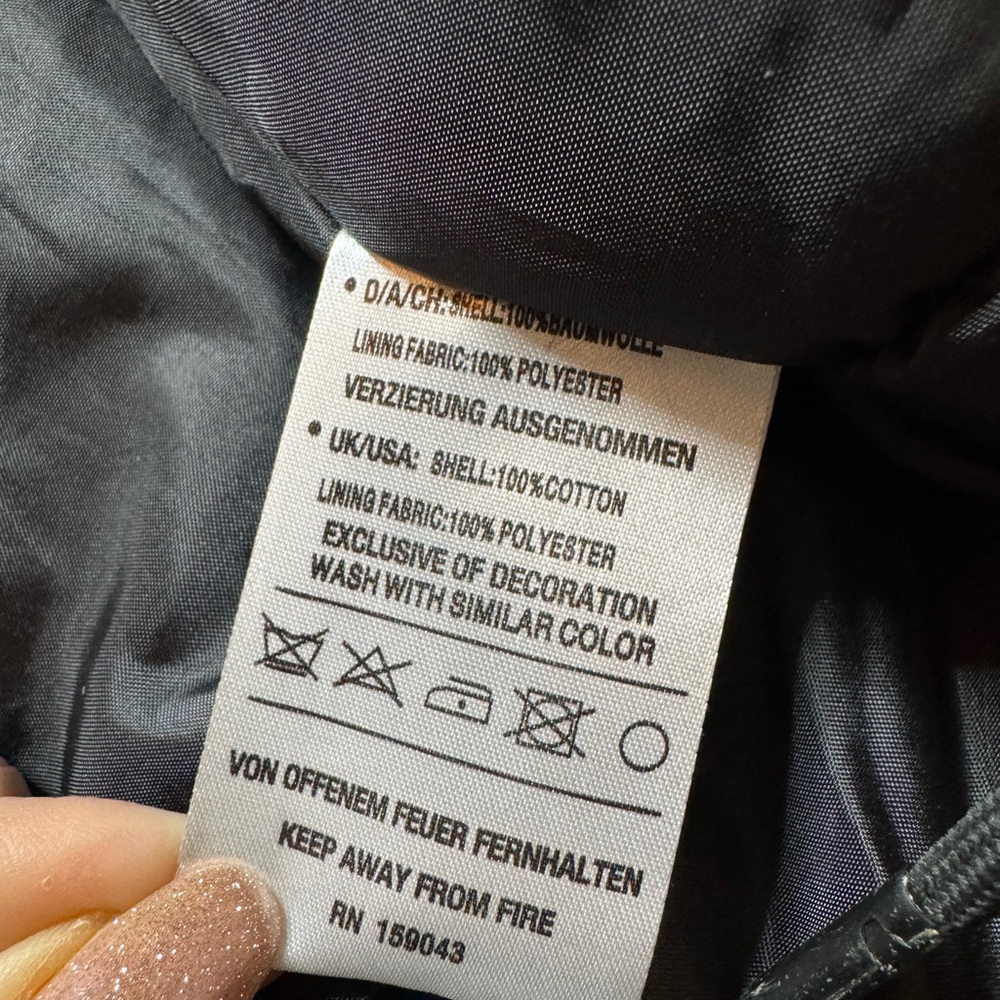 • D/A/CH: SHELL:100%BAUMWOLLE
LINING FABRIC:100% POLYESTER
VERZIERUNG AUSGENOMMEN
• UK/USA: SHELL:100%COTTON
LINING FABRIC:100% POLYESTER
EXCLUSIVE OF DECORATION
WASH WITH SIMILAR COLOR
VON OFFENEM FEUER FERNHALTEN
KEEP AWAY FROM FIRE
RN 159043